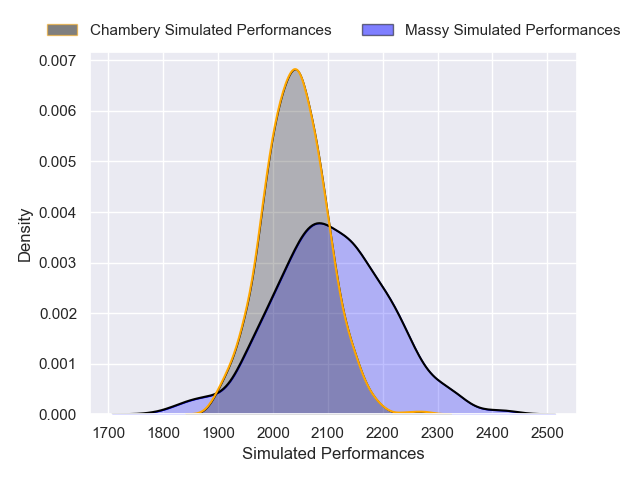 Chambery Simulated Performances
Massy Simulated Performances
0.007
0.006
0.005
0.004
0.003
0.002
0.001
0.000
Density
1700 1800 1900 2000 2100 2200 2300 2400 2500
Simulated Performances